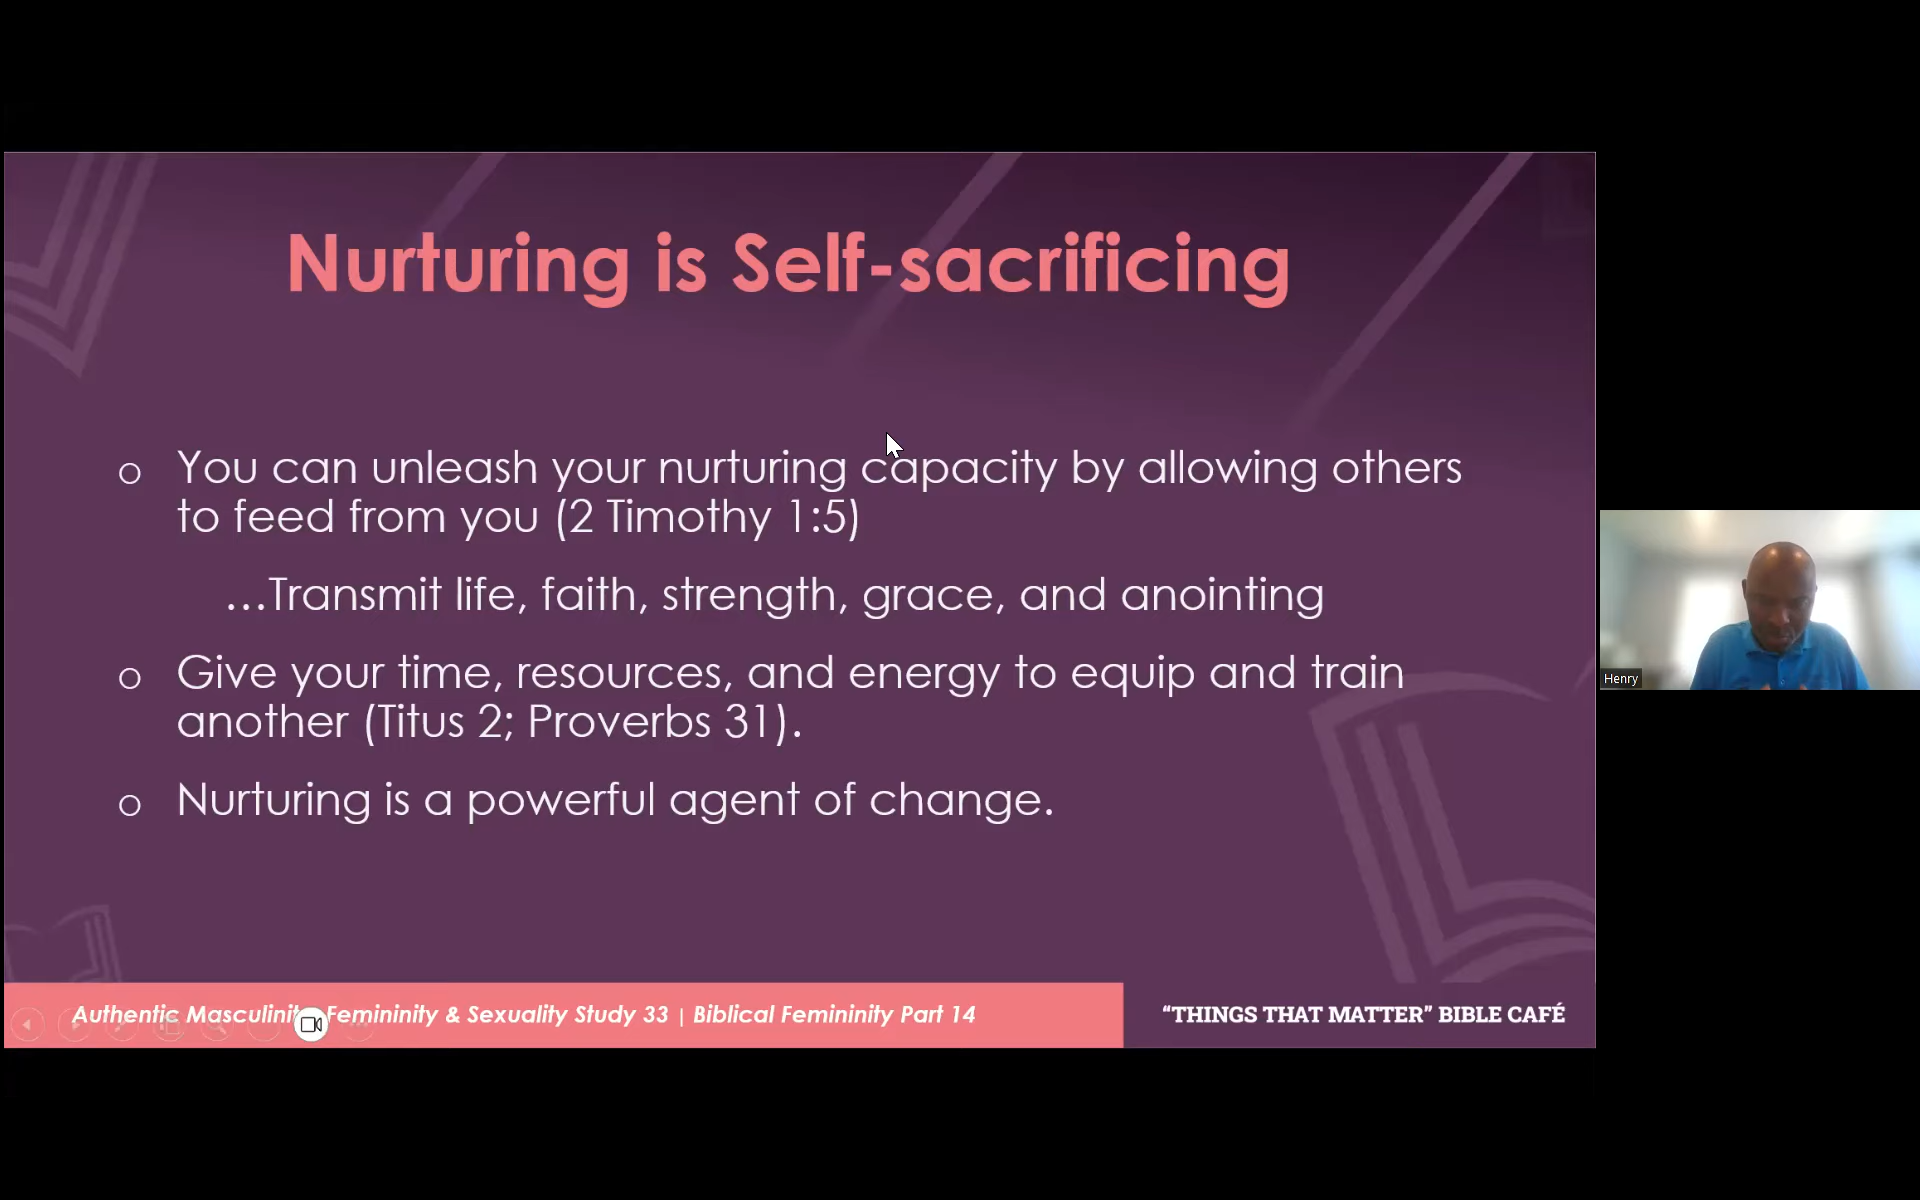 Nurturing is Self-sacrificing
o You can unleash your nurturing capacity by allowing others
to feed from you (2 Timothy 1:5)
...Transmit life, faith, strength, grace, and anointing
o Give your time, resources, and energy to equip and train
another (Titus 2; Proverbs 31).
o Nurturing is a powerful agent of change.
Henry
Authentic Femininity & Sexuality Study 33 | Biblical Femininity Part 14
“THINGS THAT MATTER” BIBLE CAFÉ